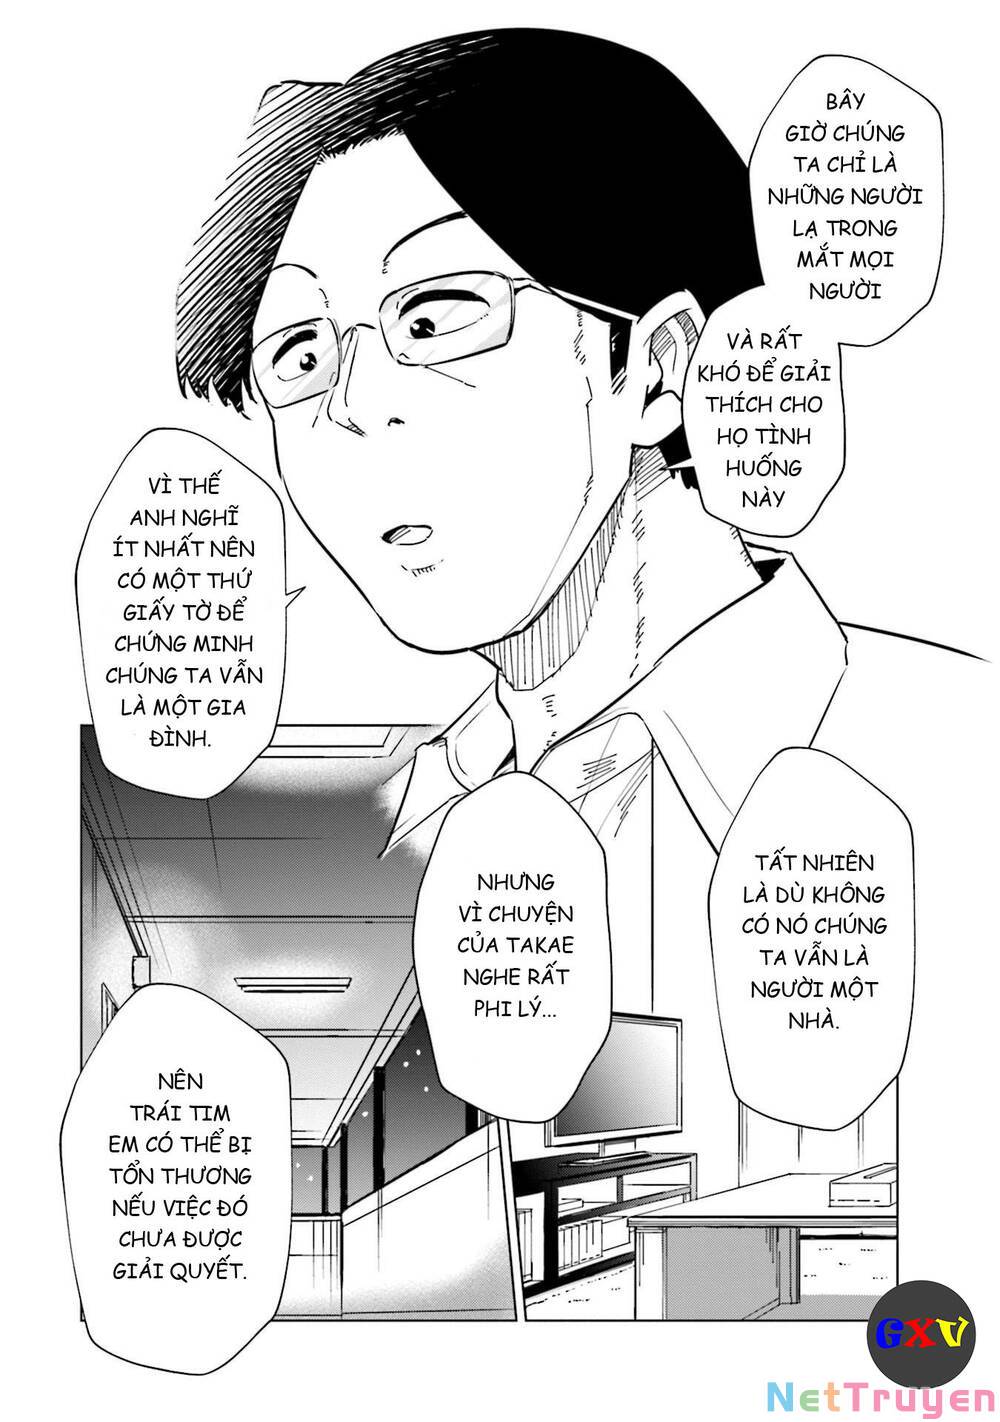 BÂY
GIỜ CHÚNG
TA CHỈ LÀ
NHỮNG NGƯỜI
LẠ TRONG
MẮT MỌI
NGƯỜI
VÀ RẤT
KHÓ ĐỂ GIẢI
THÍCH CHO
HỌ TÌNH
HUỐNG
NÀY
VÌ THẾ
ANH NGHĨ
ÍT NHẤT NÊN
CÓ MỘT THỨ
GIẤY TỜ ĐỂ
CHỨNG MINH
CHÚNG TA VẪN
LÀ MỘT GIA
ĐÌNH.
TẤT NHIÊN
LÀ DÙ KHÔNG
CÓ NÓ CHÚNG
TA VẪN LÀ
NGƯỜI MỘT
NHÀ.
NHƯNG
VÌ CHUYỆN
CỦA TAKAE
NGHE RẤT
PHI LÝ...
NÊN
TRÁI TIM
EM CÓ THỂ BỊ
TỔN THƯƠNG
NẾU VIỆC ĐÓ
CHƯA ĐƯỢC
GIẢI QUYẾT.
GXV
NetTruyen